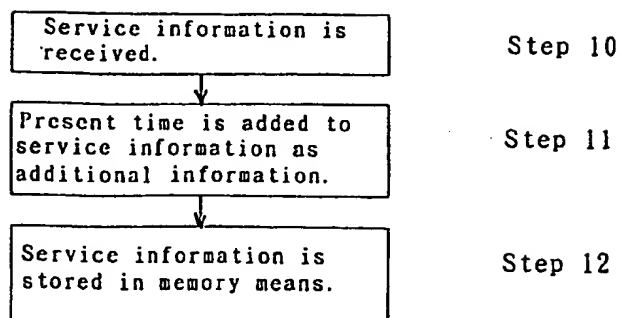 Service information is
received.
Step 10
Present time is added to
service information as
additional information.
Step 11
Service information is
stored in memory means.
Step 12